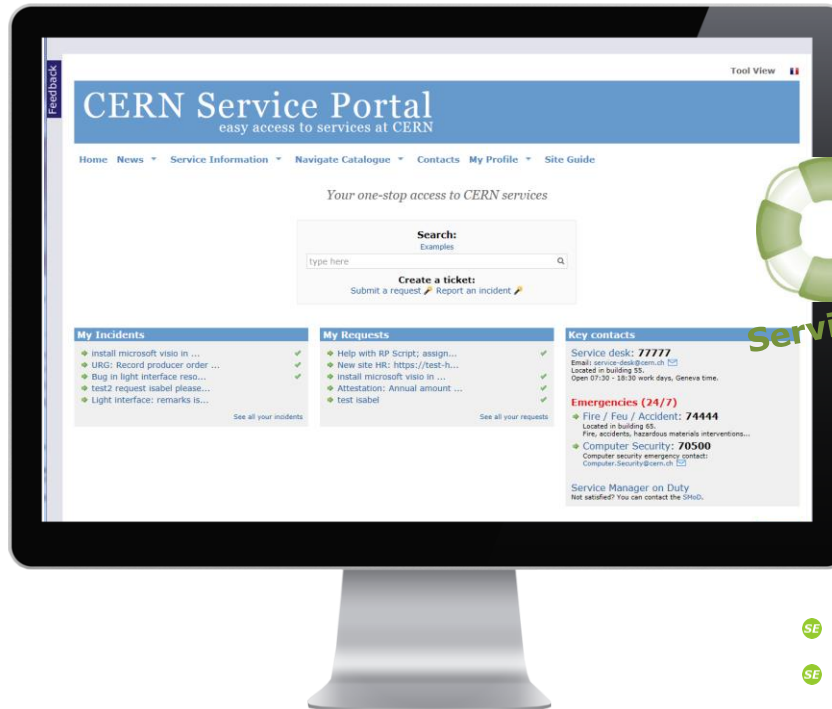 Feedback
Tool View
CERN Service Portal
easy access to services at CERN
Home News Service Information Navigate Catalogue Contacts My Profile Site Guide
Your one-stop access to CERN services
Search:
Examples
type here
Create a ticket:
Submit a request Report an incident
My Incidents
install microsoft visio in ...
URG: Record producer order ...
Bug in light interface reso...
test2 request isabel please...
Light interface: remarks is...
See all your incidents
My Requests
Help with RP Script; assign...
New site HR: https://test-h...
install microsoft visio in ...
Attestation: Annual amount ...
test isabel
See all your requests
Key contacts
Service desk: 77777
Email: service-desk@cern.ch
Located in building 55.
Open 07:30 - 18:30 work days, Geneva time.
Emergencies (24/7)
Fire / Feu / Accident: 74444
Located in building 65.
Fire, accidents, hazardous materials interventions...
Computer Security: 70500
Computer security emergency contact:
Computer.Security@cern.ch
Service Manager on Duty
Not satisfied? You can contact the SMoD.
SE
SE